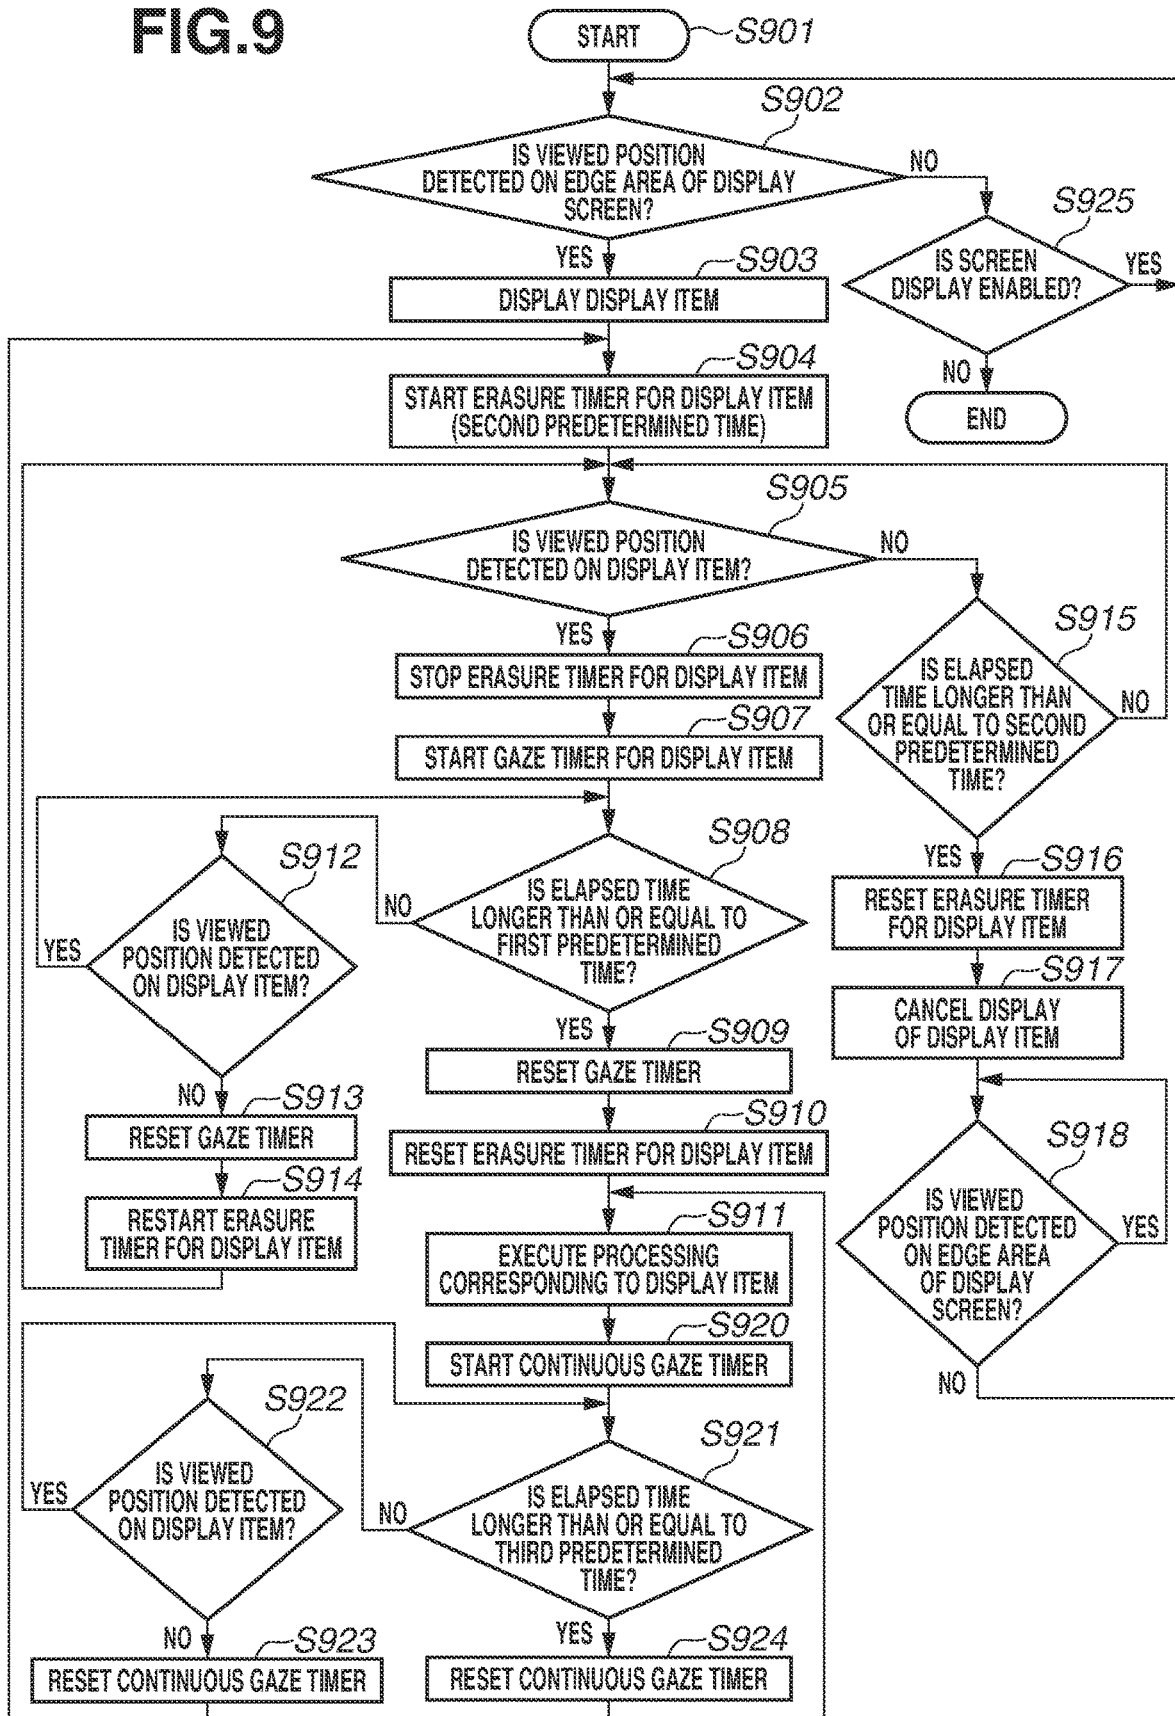 FIG.9
START
S901
S902
IS VIEWED POSITION
DETECTED ON EDGE AREA OF DISPLAY
SCREEN?
NO
YES
S925
IS SCREEN
DISPLAY ENABLED?
YES
NO
END
S903
DISPLAY DISPLAY ITEM
S904
START ERASURE TIMER FOR DISPLAY ITEM
(SECOND PREDETERMINED TIME)
S905
IS VIEWED POSITION
DETECTED ON DISPLAY ITEM?
NO
YES
S906
STOP ERASURE TIMER FOR DISPLAY ITEM
S907
START GAZE TIMER FOR DISPLAY ITEM
S915
IS ELAPSED
TIME LONGER THAN
OR EQUAL TO SECOND
PREDETERMINED
TIME?
NO
YES
S908
IS ELAPSED TIME
LONGER THAN OR EQUAL TO
FIRST PREDETERMINED
TIME?
NO
YES
S912
IS VIEWED
POSITION DETECTED
ON DISPLAY ITEM?
YES
NO
S916
RESET ERASURE TIMER
FOR DISPLAY ITEM
S917
CANCEL DISPLAY
OF DISPLAY ITEM
S909
RESET GAZE TIMER
S910
RESET ERASURE TIMER FOR DISPLAY ITEM
S913
RESET GAZE TIMER
S914
RESTART ERASURE
TIMER FOR DISPLAY ITEM
S918
IS VIEWED
POSITION DETECTED
ON EDGE AREA
OF DISPLAY
SCREEN?
YES
NO
S911
EXECUTE PROCESSING
CORRESPONDING TO DISPLAY ITEM
S920
START CONTINUOUS GAZE TIMER
S921
IS ELAPSED TIME
LONGER THAN OR EQUAL TO
THIRD PREDETERMINED
TIME?
NO
YES
S922
IS VIEWED
POSITION DETECTED
ON DISPLAY ITEM?
YES
NO
S923
RESET CONTINUOUS GAZE TIMER
S924
RESET CONTINUOUS GAZE TIMER